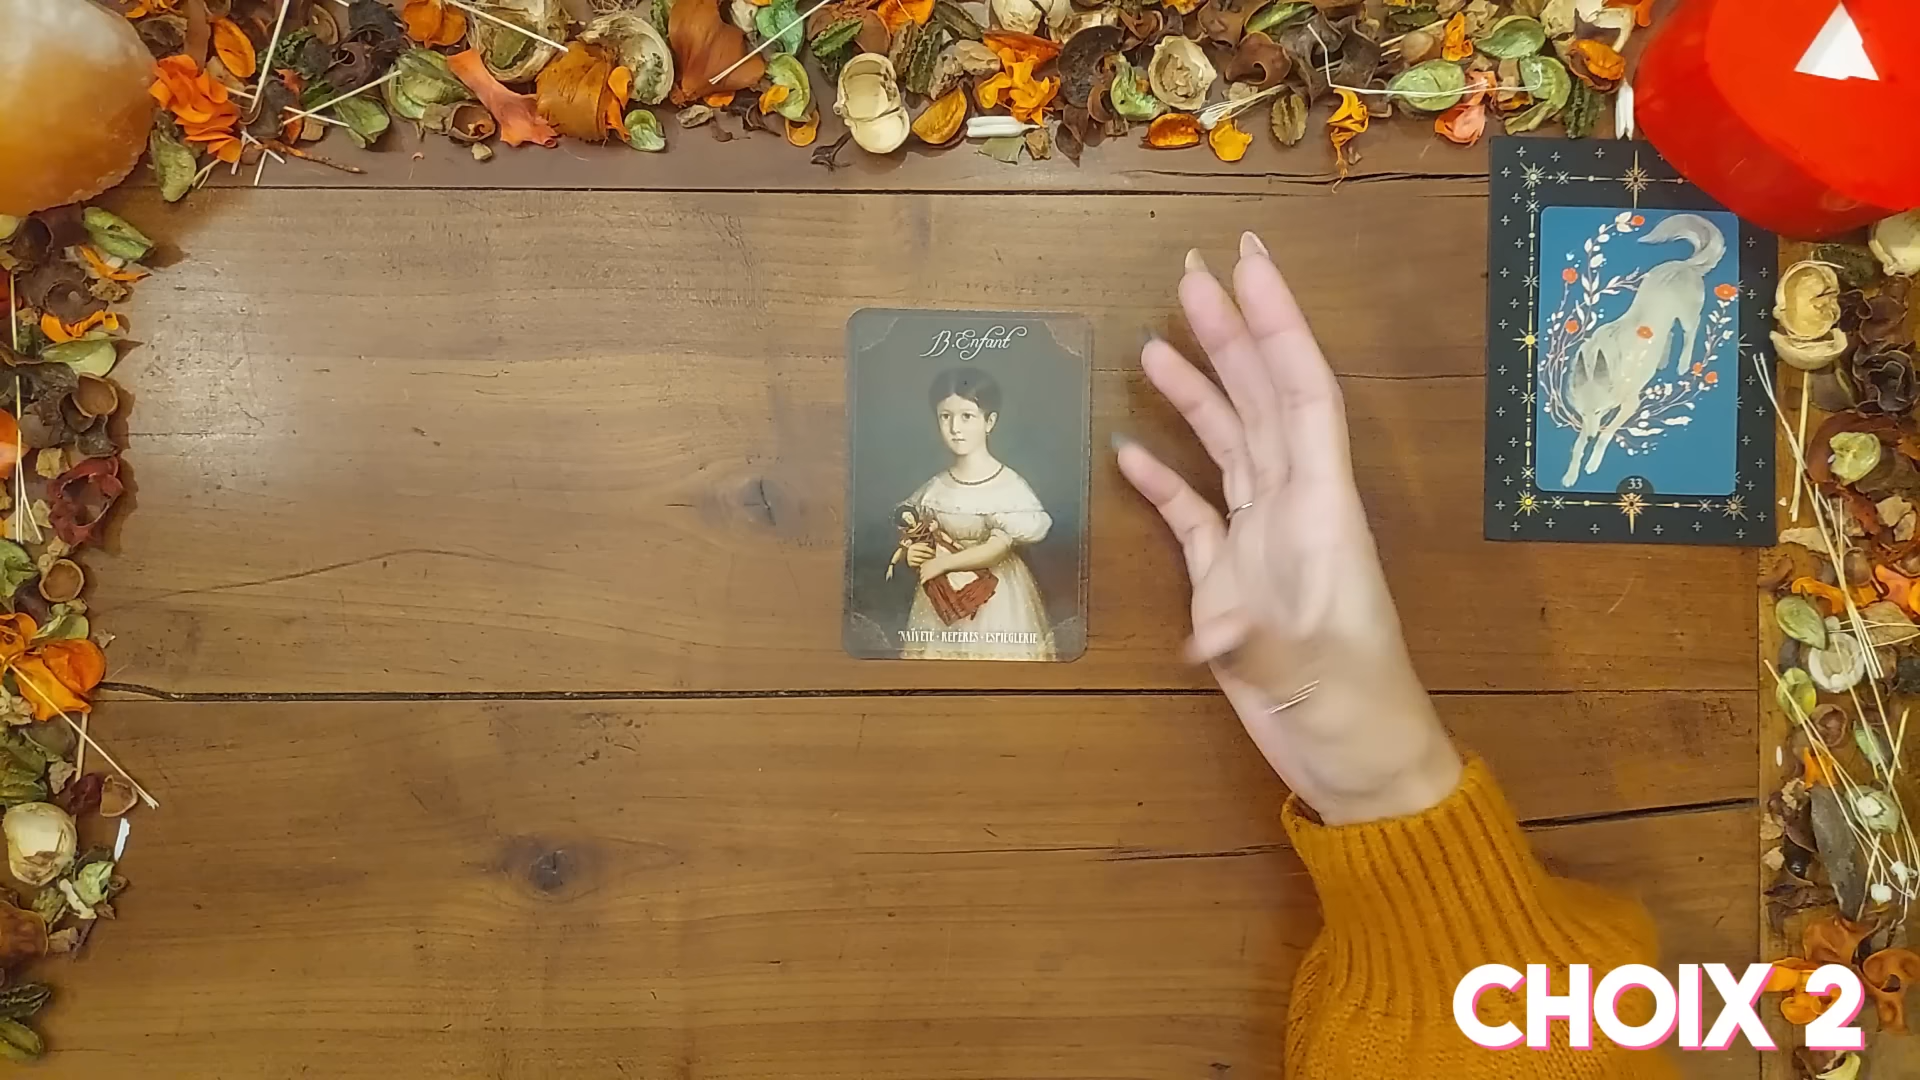 13. Enfant
NAÏVETÉ • REPÈRES • ESPIÈGLERIE
33
CHOIX 2